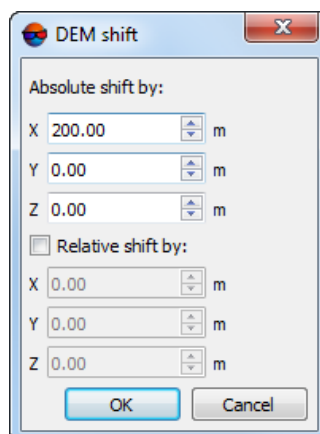 DEM shift
Absolute shift by:
X 200.00 m
Y 0.00 m
Z 0.00 m
Relative shift by:
X 0.00 m
Y 0.00 m
Z 0.00 m
OK Cancel